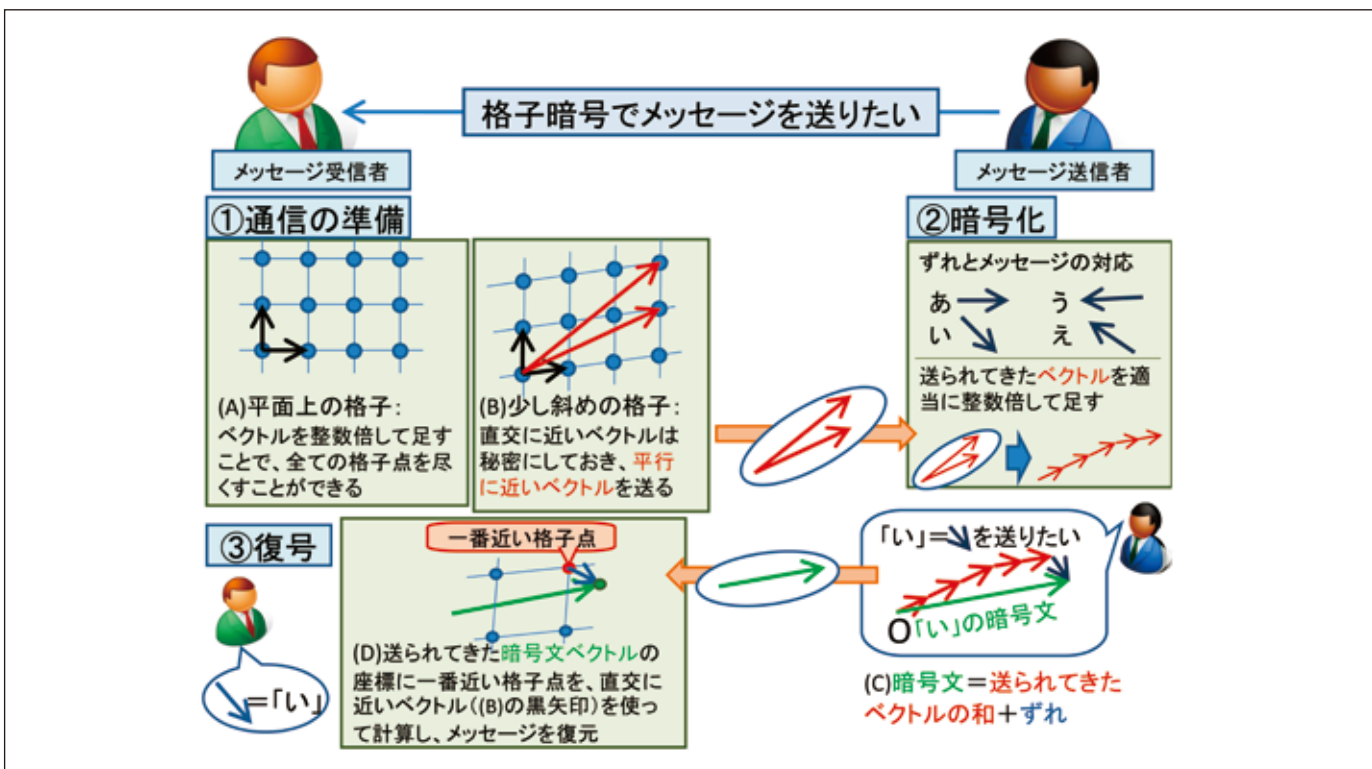 格子暗号でメッセージを送りたい
メッセージ受信者
メッセージ送信者
①通信の準備
(A)平面上の格子：
ベクトルを整数倍して足す
ことで、全ての格子点を尽
くすことができる
(B)少し斜めの格子：
直交に近いベクトルは
秘密にしておき、平行
に近いベクトルを送る
②暗号化
ずれとメッセージの対応
あ
う
い
え
送られてきたベクトルを適
当に整数倍して足す
「い」＝を送りたい
O「い」の暗号文
(C)暗号文＝送られてきた
ベクトルの和＋ずれ
③復号
一番近い格子点
(D)送られてきた暗号文ベクトルの
座標に一番近い格子点を、直交に
近いベクトル((B)の黒矢印)を使っ
て計算し、メッセージを復元
＝「い」